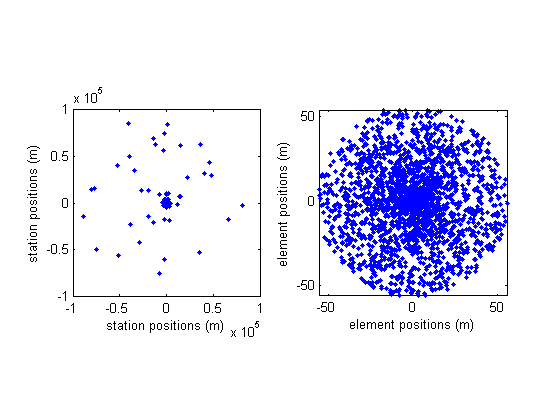 x 10^5
1
0.5
0
-0.5
-1
-1 -0.5 0 0.5 1
x 10^5
station positions (m)
station positions (m)
50
0
-50
-50 0 50
element positions (m)
element positions (m)